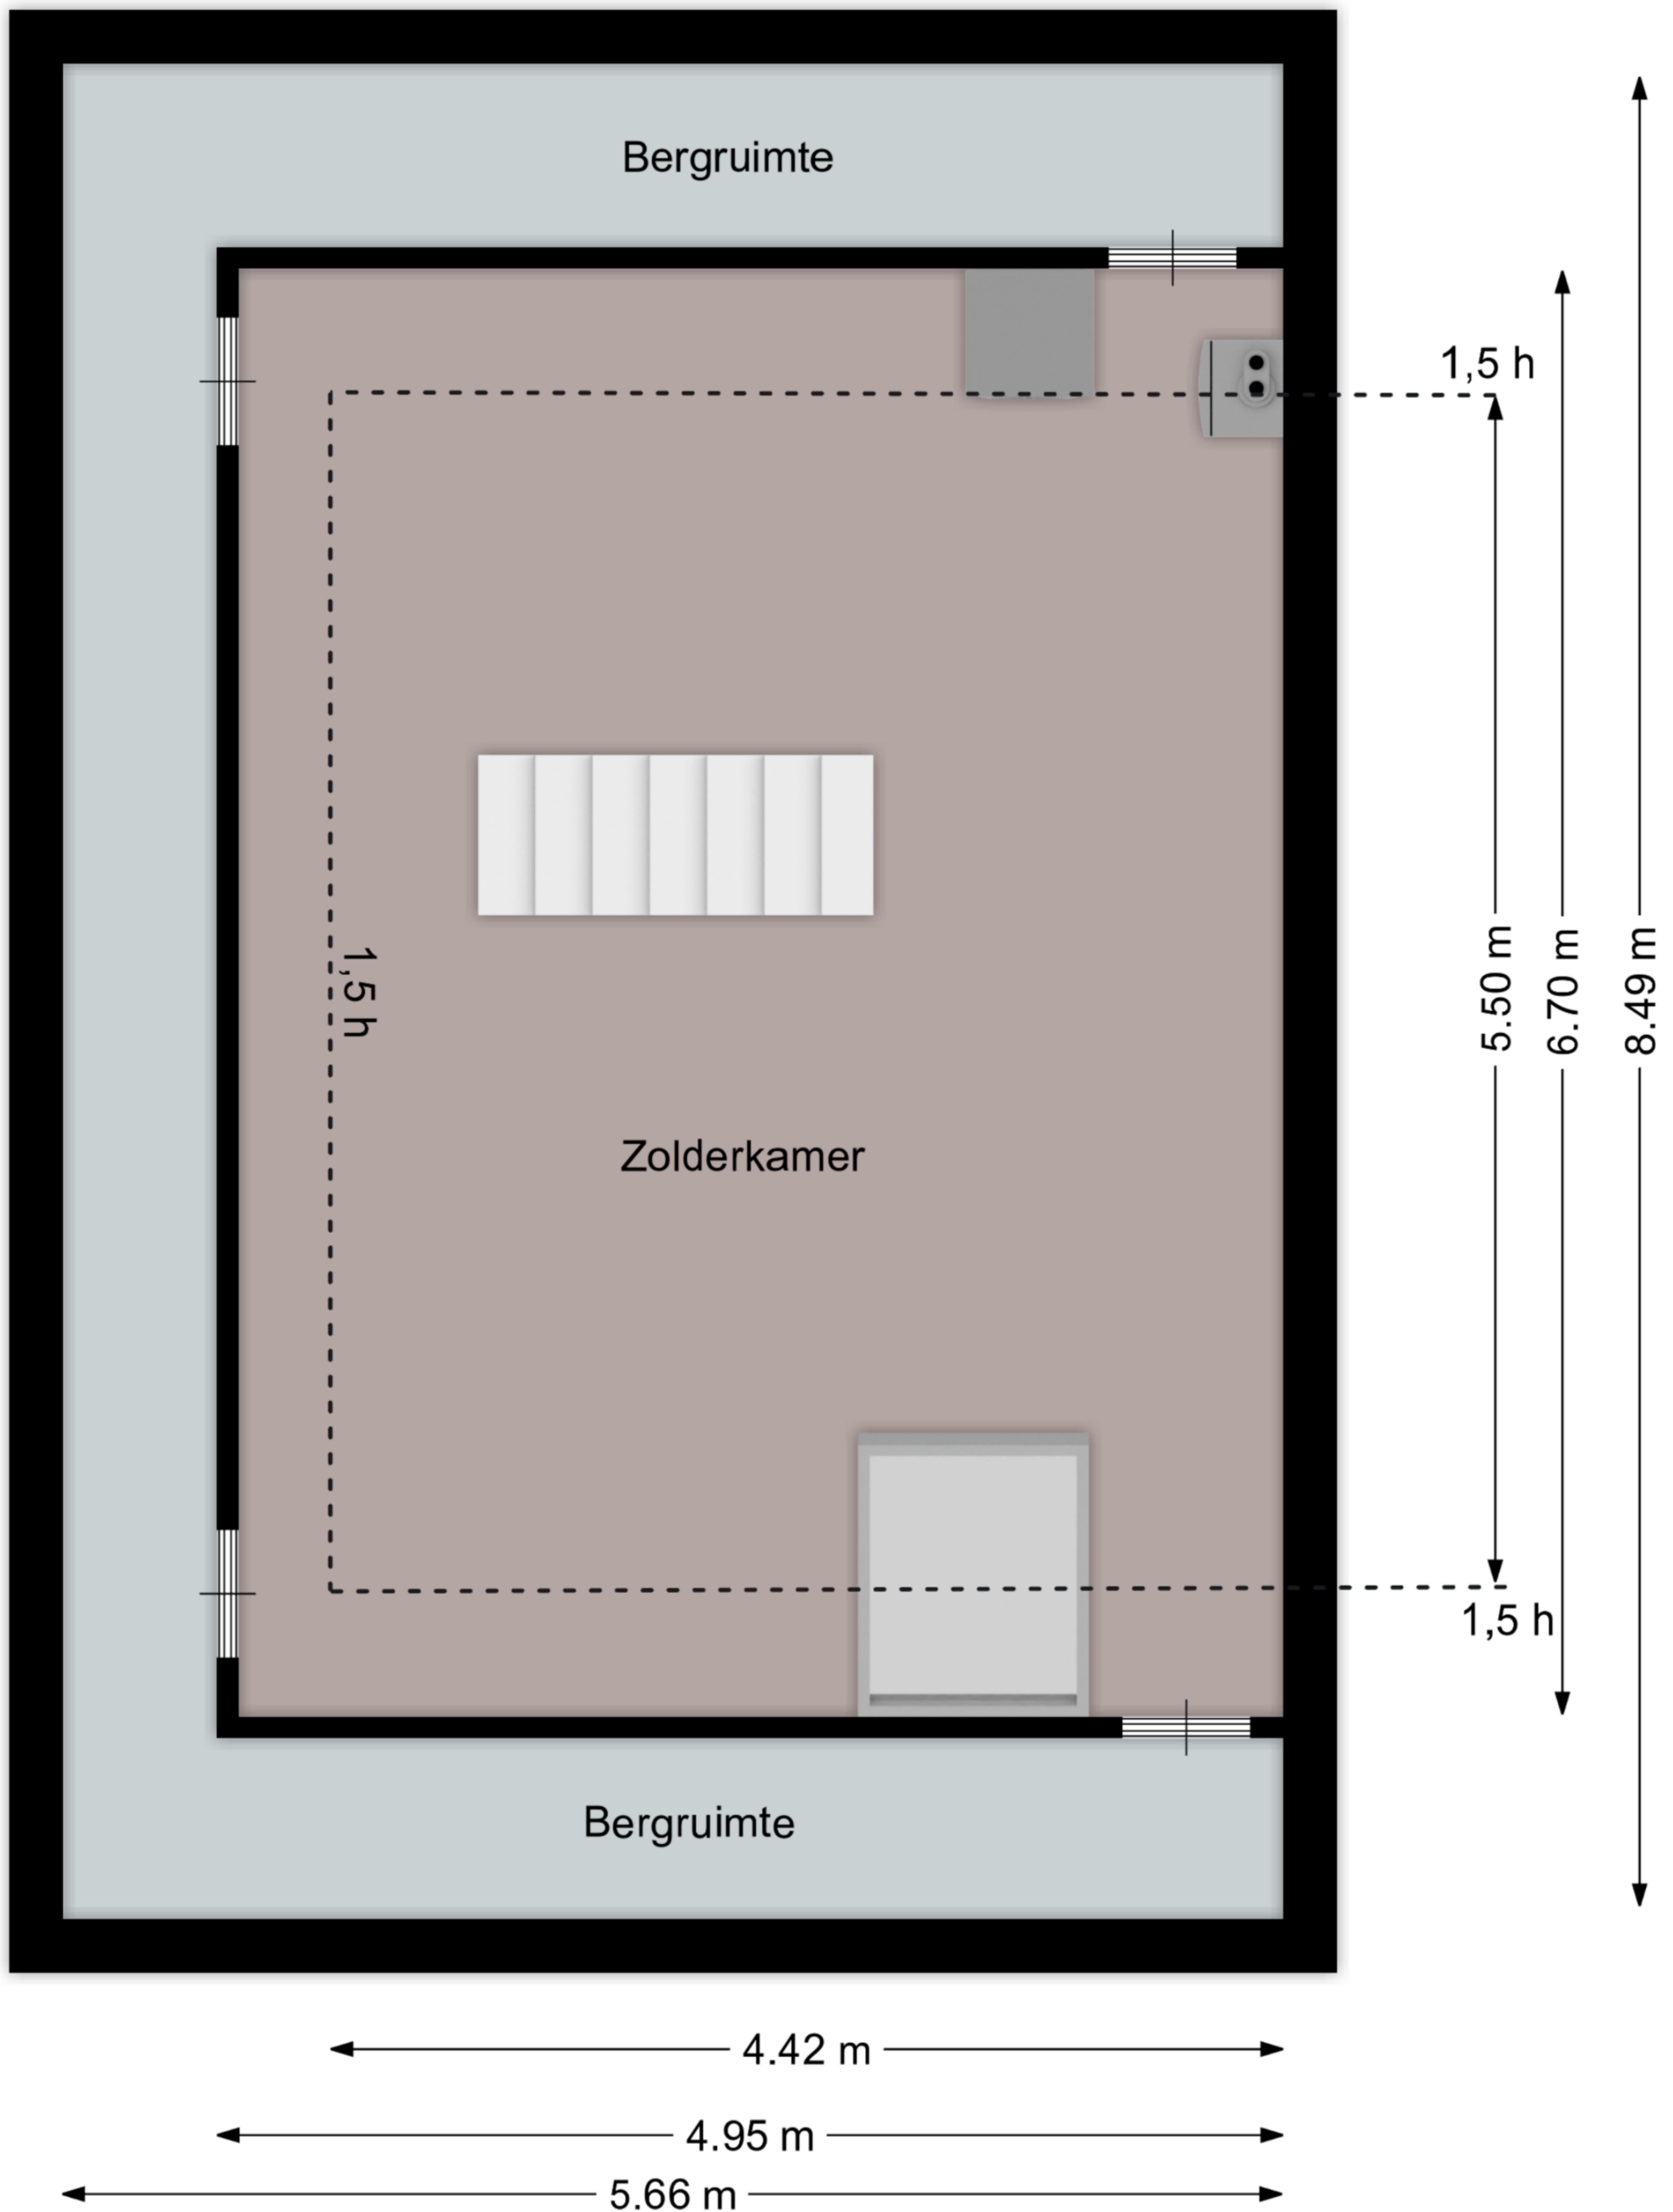 Bergruimte
1,5 h
1,5 h
5.50 m
6.70 m
8.49 m
Zolderkamer
1,5 h
Bergruimte
4.42 m
4.95 m
5.66 m